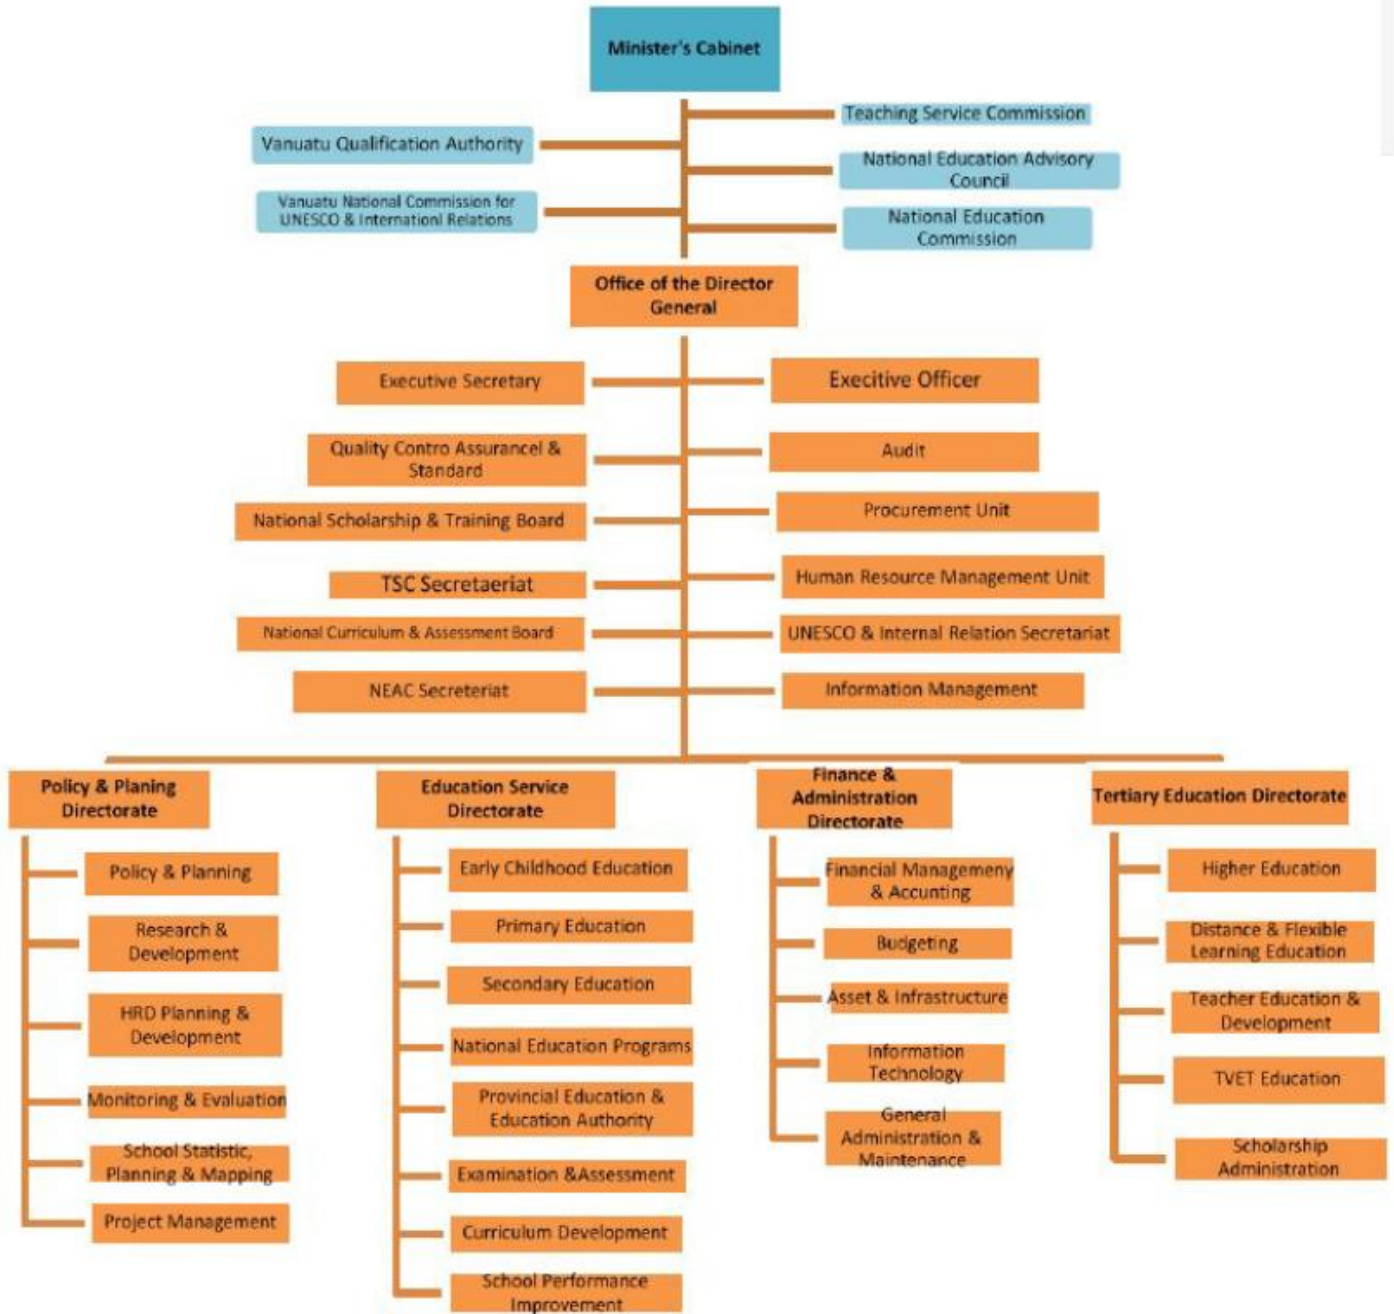 Minister's Cabinet
Teaching Service Commission
Vanuatu Qualification Authority
National Education Advisory
Council
Vanuatu National Commission for
UNESCO & Internationl Relations
National Education
Commission
Office of the Director
General
Executive Secretary
Execitive Officer
Quality Contro Assurancel &
Standard
Audit
National Scholarship & Training Board
Procurement Unit
TSC Secretaeriat
Human Resource Management Unit
National Curriculum & Assessment Board
UNESCO & Internal Relation Secretariat
NEAC Secreteriat
Information Management
Policy & Planing
Directorate
Policy & Planning
Research &
Development
HRD Planning &
Development
Monitoring & Evaluation
School Statistic,
Planning & Mapping
Project Management
Education Service
Directorate
Early Childhood Education
Primary Education
Secondary Education
National Education Programs
Provincial Education &
Education Authority
Examination &Assessment
Curriculum Development
School Performance
Improvement
Finance &
Administration
Directorate
Financial Managemeny
& Accunting
Budgeting
Asset & Infrastructure
Information
Technology
General
Administration &
Maintenance
Tertiary Education Directorate
Higher Education
Distance & Flexible
Learning Education
Teacher Education &
Development
TVET Education
Scholarship
Administration